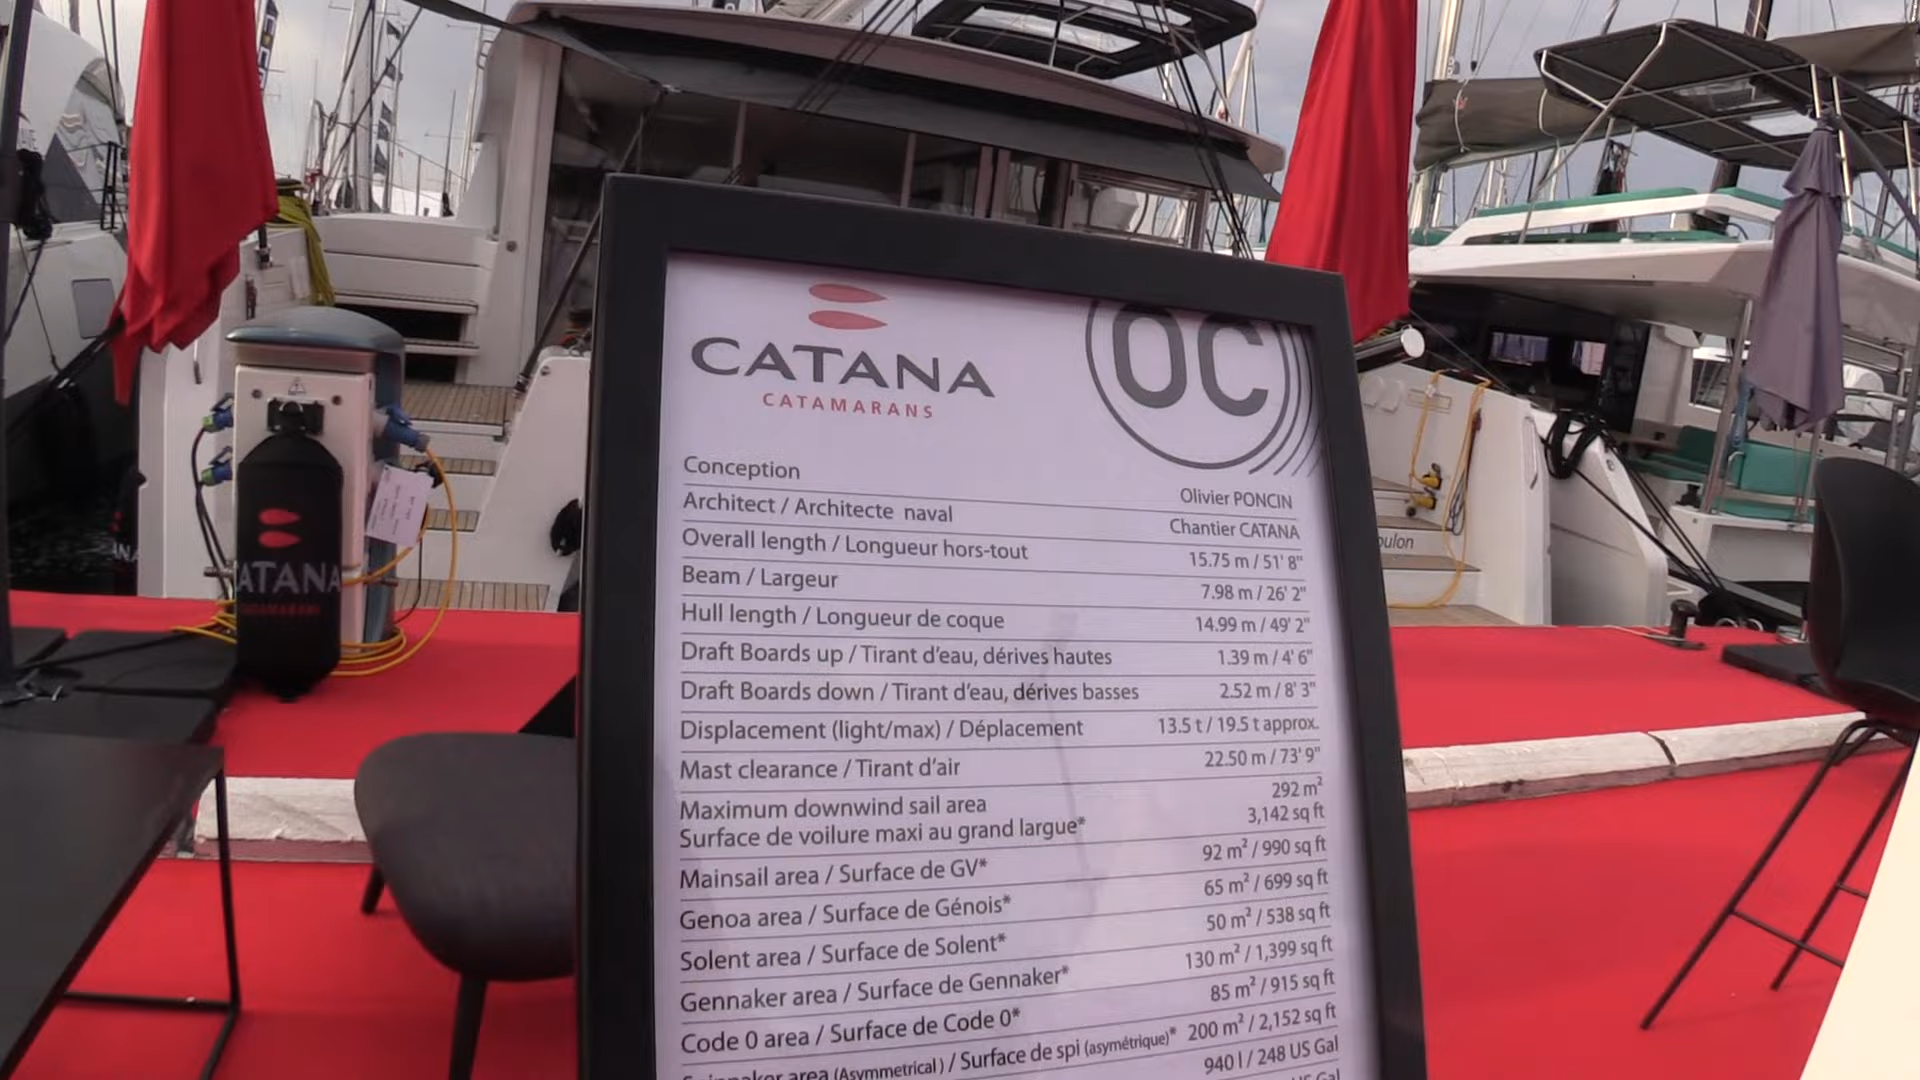 CATANA
CATAMARANS
OC
Conception Olivier PONCIN
Architect / Architecte naval Chantier CATANA
Overall length / Longueur hors-tout 15.75 m / 51' 8"
Beam / Largeur 7.98 m / 26' 2"
Hull length / Longueur de coque 14.99 m / 49' 2"
Draft Boards up / Tirant d'eau, dérives hautes 1.39 m / 4' 6"
Draft Boards down / Tirant d'eau, dérives basses 2.52 m / 8' 3"
Displacement (light/max) / Déplacement 13.5 t / 19.5 t approx.
Mast clearance / Tirant d'air 22.50 m / 73' 9"
Maximum downwind sail area 292 m²
Surface de voilure maxi au grand largue* 3,142 sq ft
Mainsail area / Surface de GV* 92 m² / 990 sq ft
Genoa area / Surface de Génois* 65 m² / 699 sq ft
Solent area / Surface de Solent* 50 m² / 538 sq ft
Gennaker area / Surface de Gennaker* 130 m² / 1,399 sq ft
Code 0 area / Surface de Code 0* 85 m² / 915 sq ft
area (Asymmetrical) / Surface de spi (asymétrique)* 200 m² / 2,152 sq ft
940 l / 248 US Gal
US Gal
ATANA
CATAMARANS
oulon